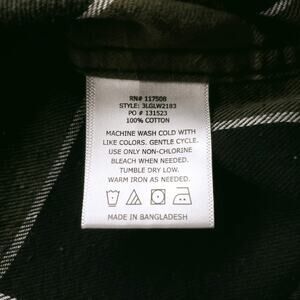 RN# 117508
STYLE: 3LGLW2183
PO # 131523
100% COTTON
MACHINE WASH COLD WITH
LIKE COLORS. GENTLE CYCLE.
USE ONLY NON-CHLORINE
BLEACH WHEN NEEDED.
TUMBLE DRY LOW.
WARM IRON AS NEEDED.
MADE IN BANGLADESH